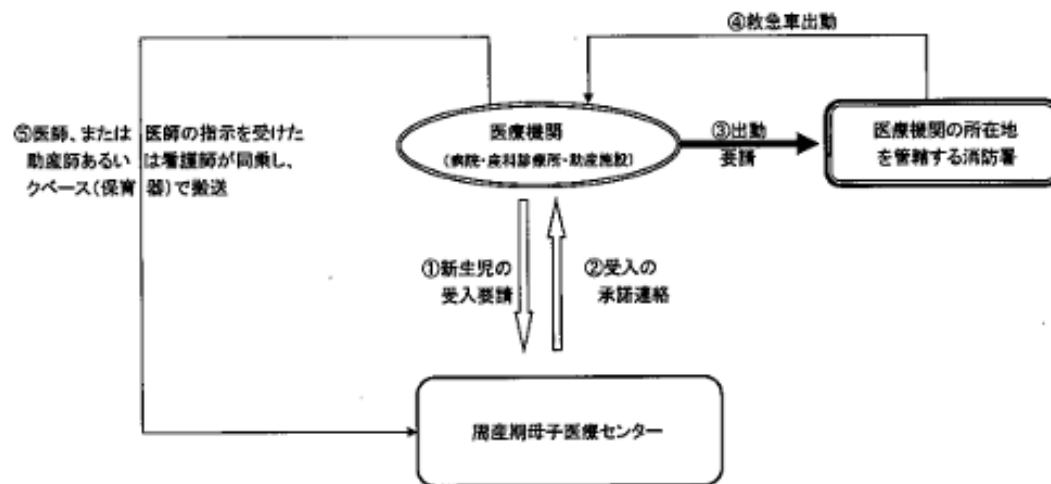 ④救急車出動
⑤医師、または医師の指示を受けた
助産師あるいは看護師が同乗し、
クベース(保育器)で搬送
医療機関
(病院・産科診療所・助産施設)
③出動
要請
医療機関の所在地
を管轄する消防署
①新生児の
受入要請
②受入の
承諾連絡
周産期母子医療センター